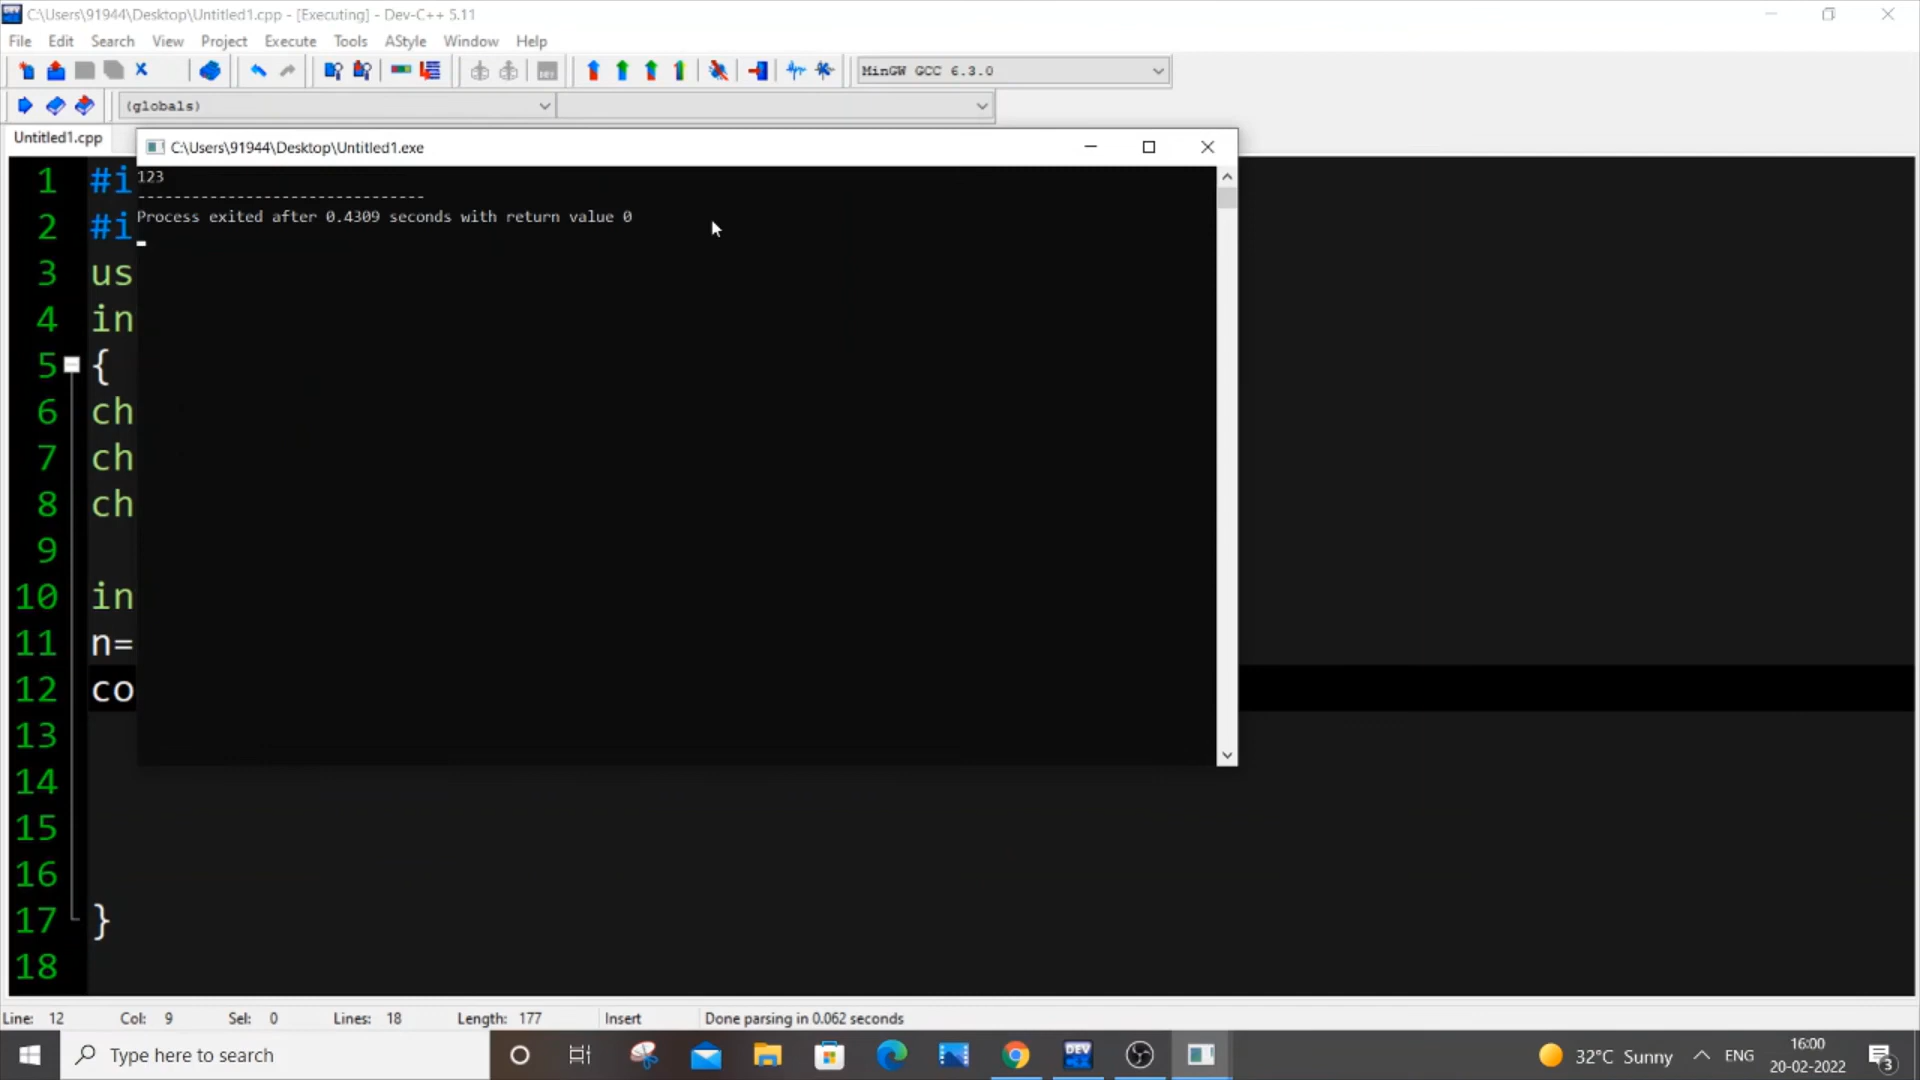 C:\Users\91944\Desktop\Untitled1.cpp - [Executing] - Dev-C++ 5.11
File Edit Search View Project Execute Tools AStyle Window Help
MinGW GCC 6.3.0
(globals)
Untitled1.cpp
C:\Users\91944\Desktop\Untitled1.exe
123
--------------------------------
Process exited after 0.4309 seconds with return value 0
1 #i
2 #i
3 us
4 in
5 {
6 ch
7 ch
8 ch
9
10 in
11 n=
12 co
13
14
15
16
17 }
18
Line: 12 Col: 9 Sel: 0 Lines: 18 Length: 177 Insert Done parsing in 0.062 seconds
Type here to search
DEV
32°C Sunny
ENG
16:00
20-02-2022
3